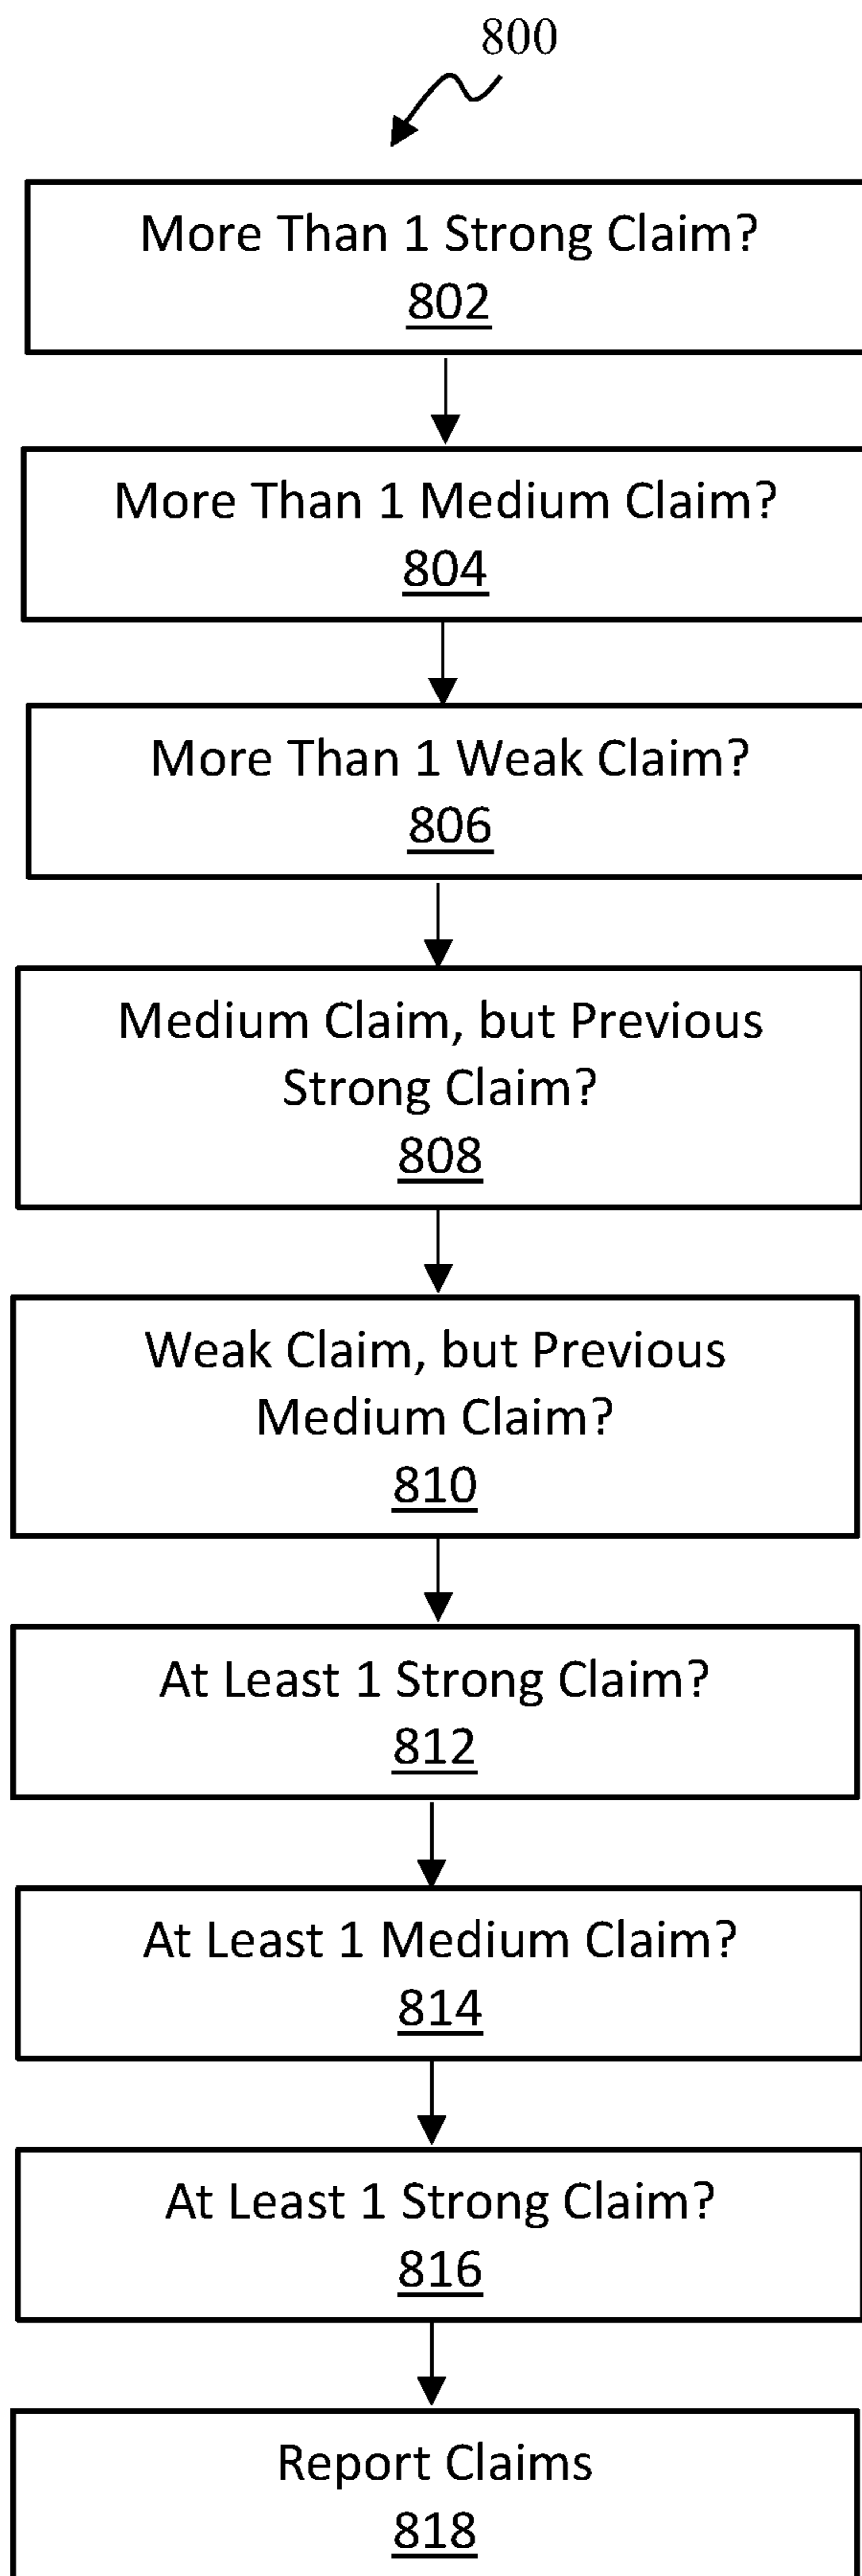 800
More Than 1 Strong Claim?
802
More Than 1 Medium Claim?
804
More Than 1 Weak Claim?
806
Medium Claim, but Previous
Strong Claim?
808
Weak Claim, but Previous
Medium Claim?
810
At Least 1 Strong Claim?
812
At Least 1 Medium Claim?
814
At Least 1 Strong Claim?
816
Report Claims
818